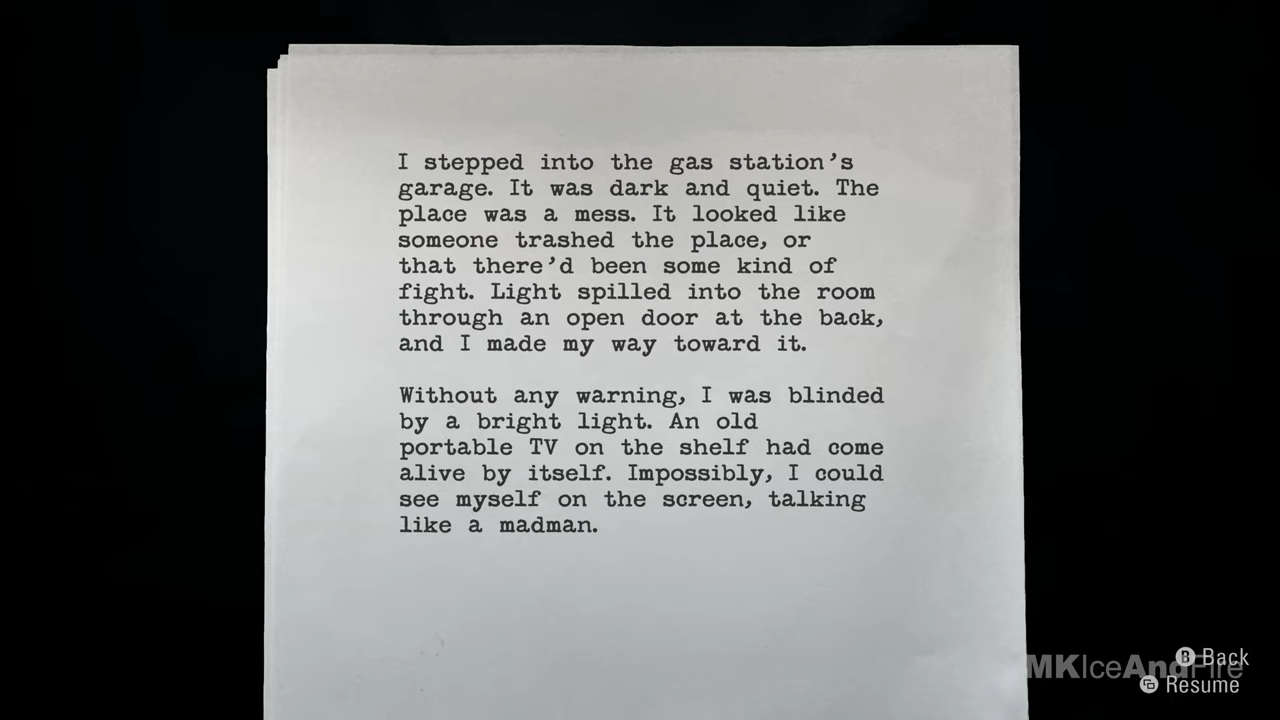 I stepped into the gas station's
garage. It was dark and quiet. The
place was a mess. It looked like
someone trashed the place, or
that there'd been some kind of
fight. Light spilled into the room
through an open door at the back,
and I made my way toward it.
Without any warning, I was blinded
by a bright light. An old
portable TV on the shelf had come
alive by itself. Impossibly, I could
see myself on the screen, talking
like a madman.
MKIceAndFire
B Back
Resume